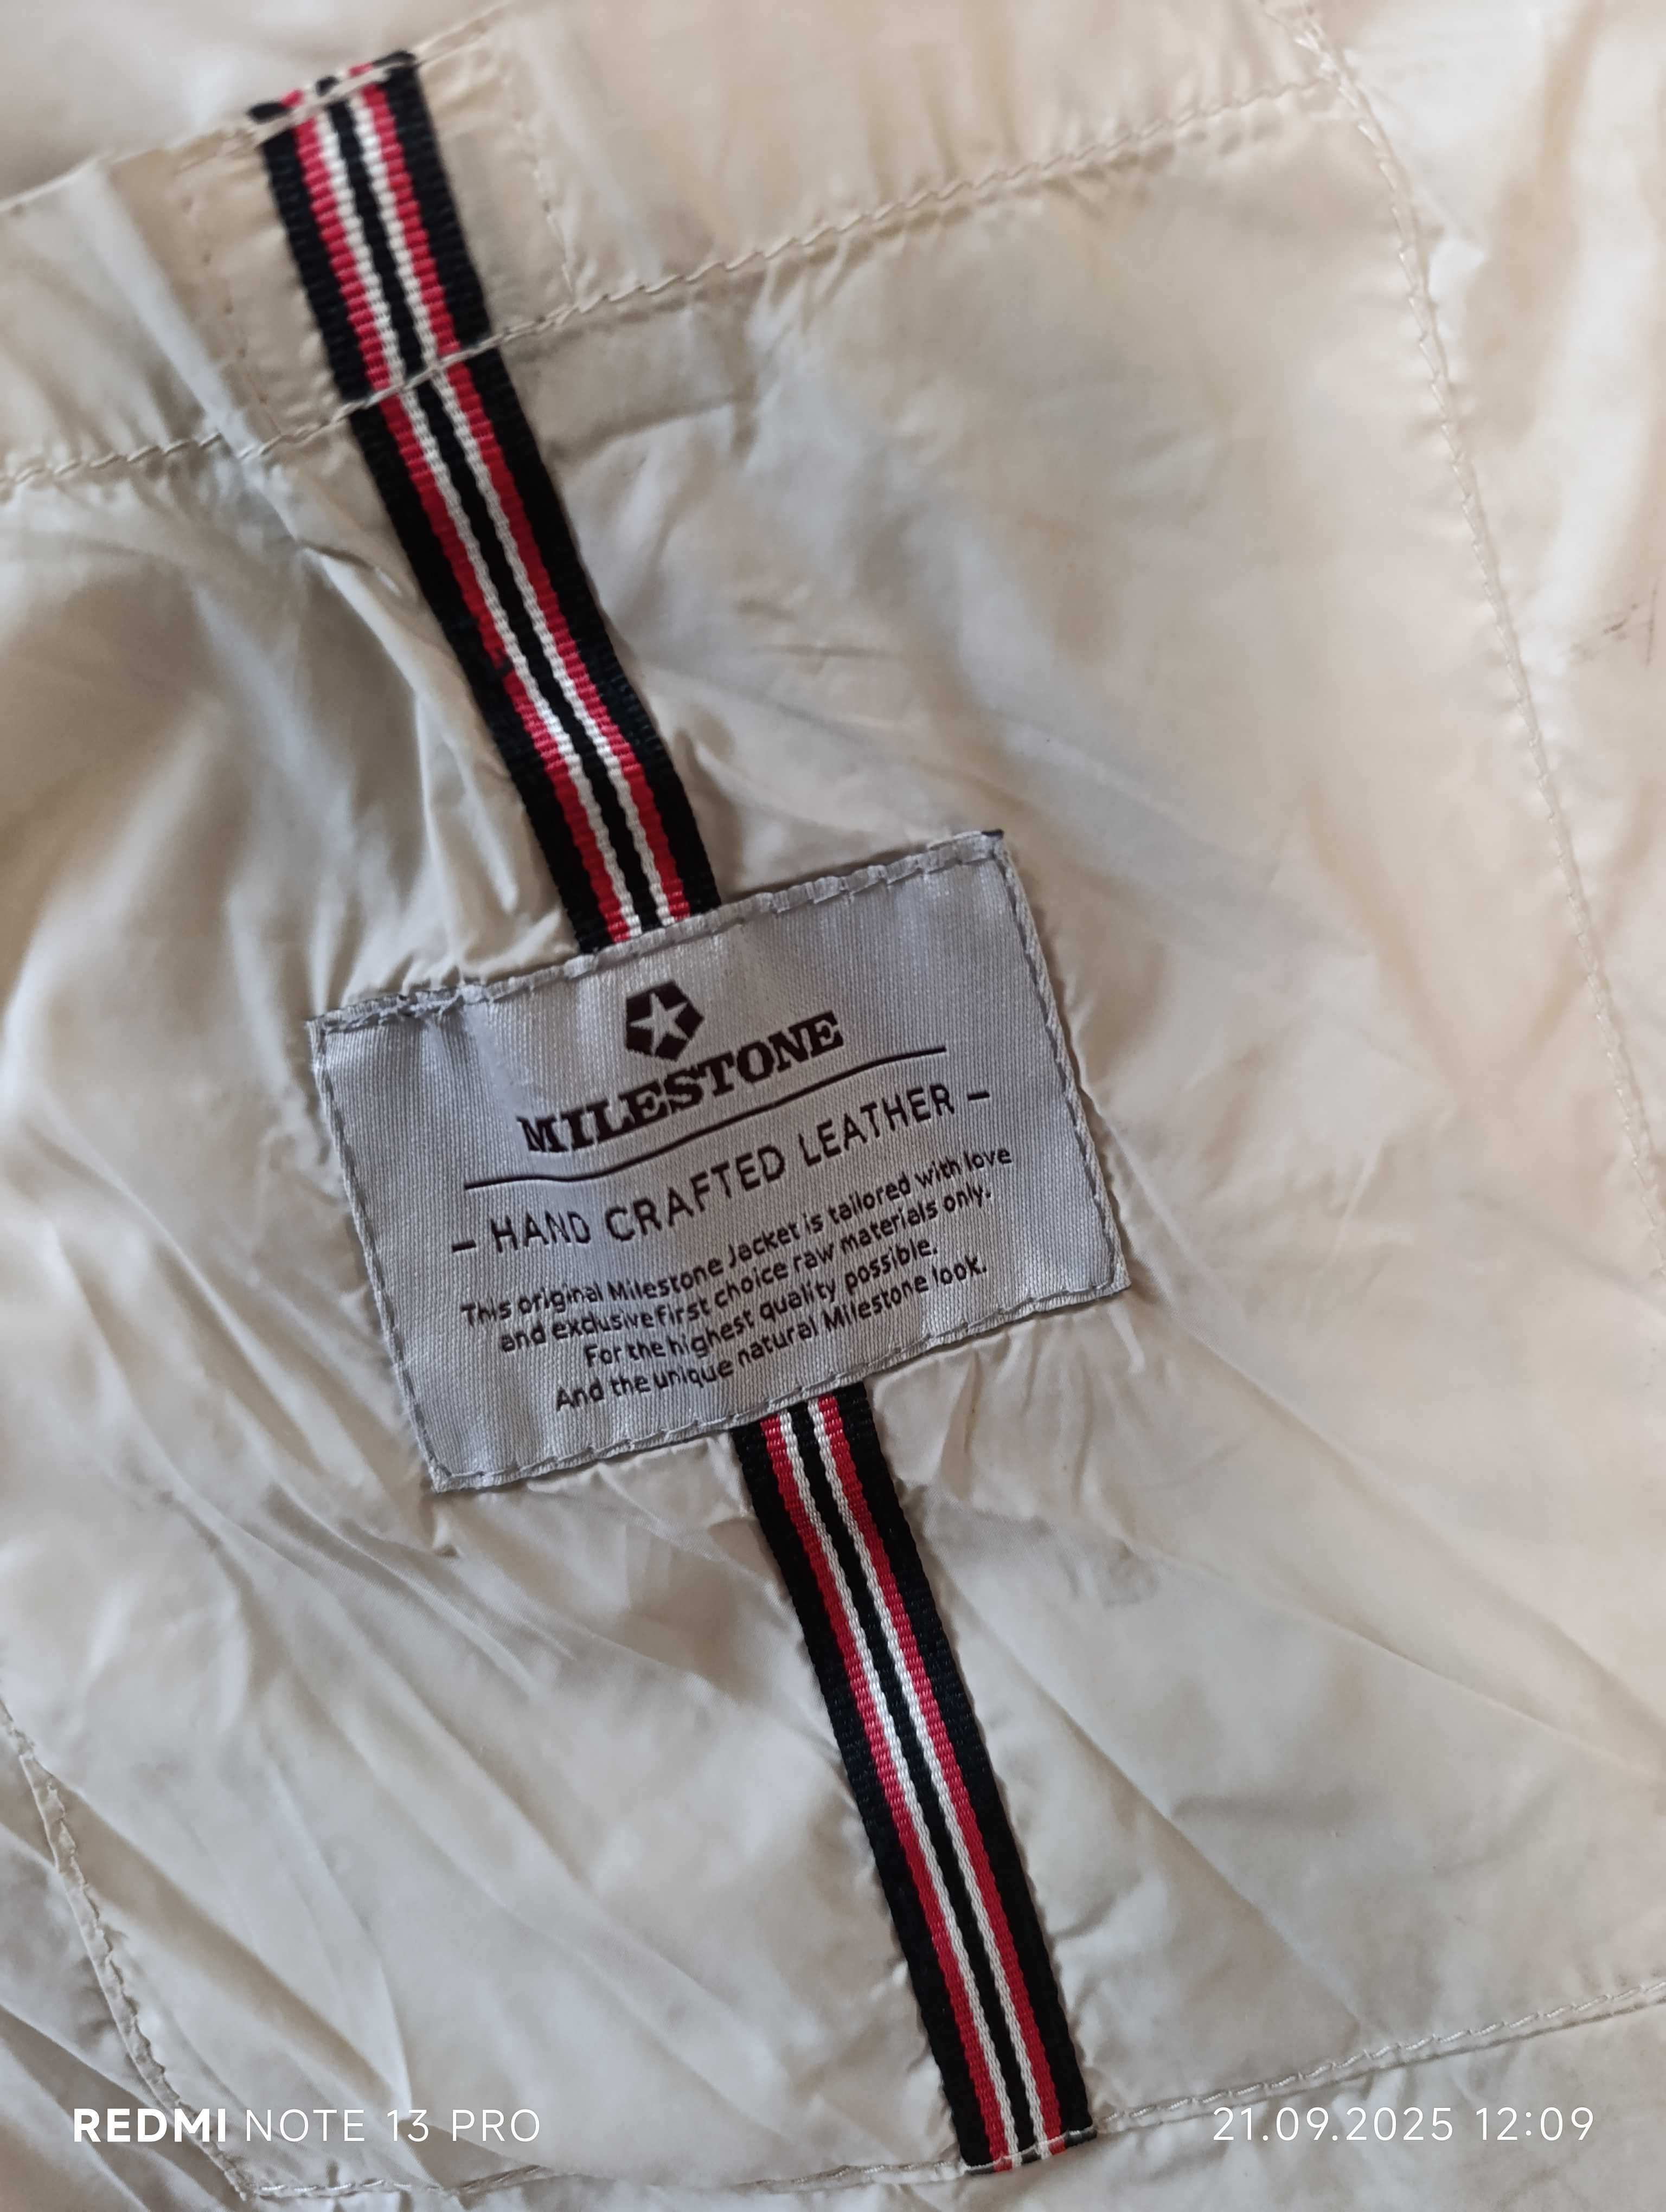 MILESTONE
– HAND CRAFTED LEATHER –
This original Milestone Jacket is tailored with love
and exclusive first choice raw materials only.
For the highest quality possible.
And the unique natural Milestone look.
REDMI NOTE 13 PRO
21.09.2025 12:09